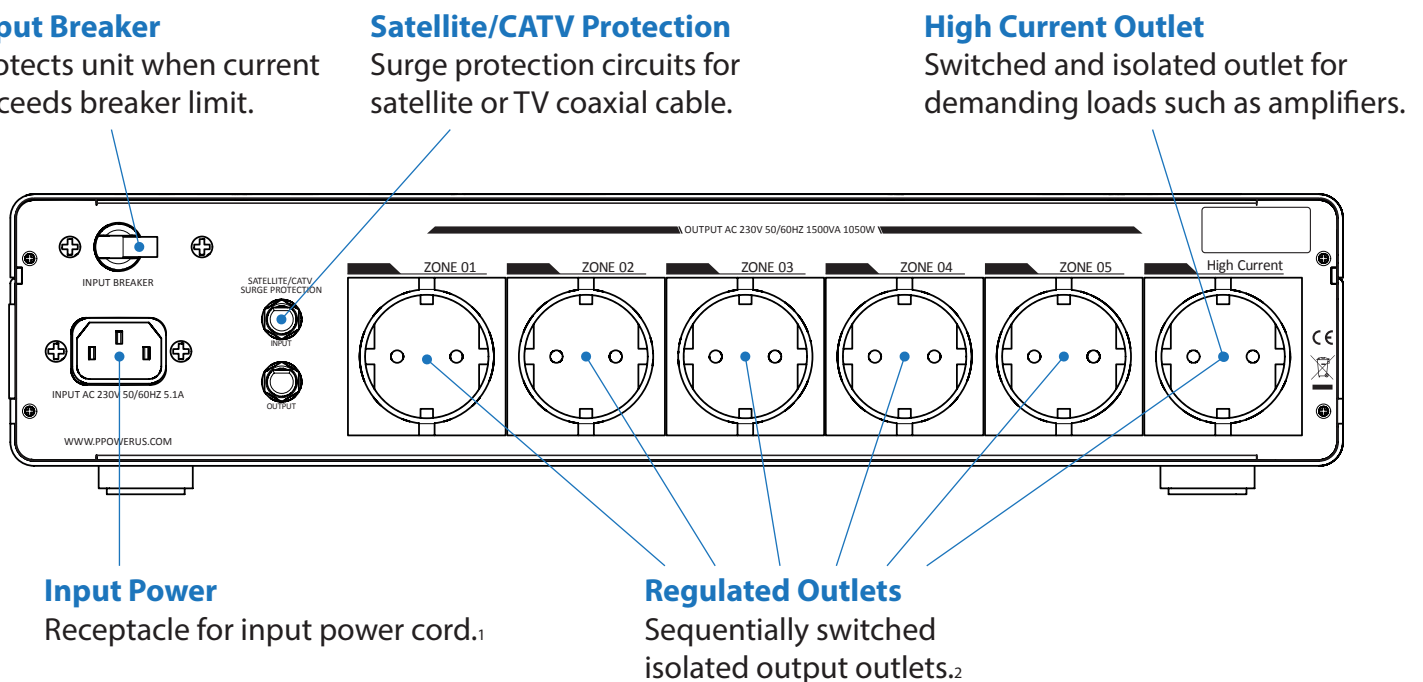 put Breaker
otects unit when current
ceeds breaker limit.
Satellite/CATV Protection
Surge protection circuits for
satellite or TV coaxial cable.
High Current Outlet
Switched and isolated outlet for
demanding loads such as amplifiers.
OUTPUT AC 230V 50/60HZ 1500VA 1050W
INPUT BREAKER
SATELLITE/CATV
SURGE PROTECTION
INPUT
OUTPUT
ZONE 01
ZONE 02
ZONE 03
ZONE 04
ZONE 05
High Current
CE
INPUT AC 230V 50/60HZ 5.1A
WWW.PPOWERUS.COM
Input Power
Receptacle for input power cord.1
Regulated Outlets
Sequentially switched
isolated output outlets.2